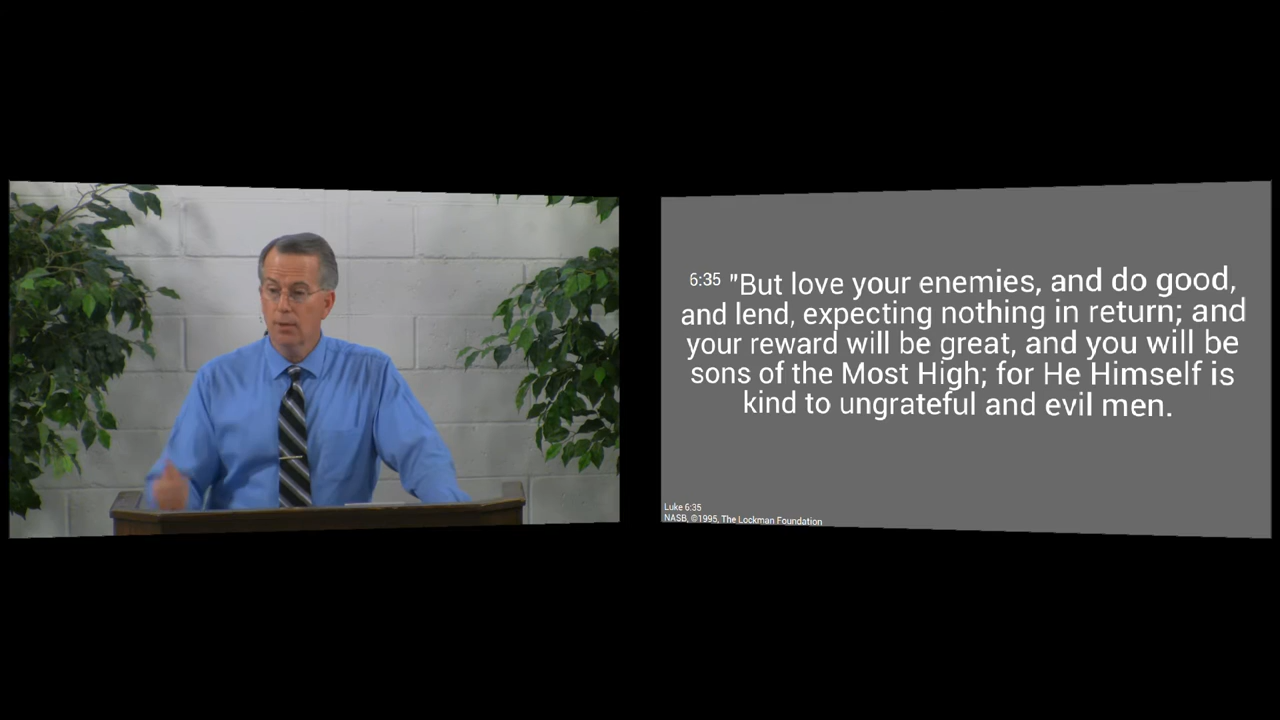 6:35 "But love your enemies, and do good,
and lend, expecting nothing in return; and
your reward will be great, and you will be
sons of the Most High; for He Himself is
kind to ungrateful and evil men.
Luke 6:35
NASB, ©1995, The Lockman Foundation